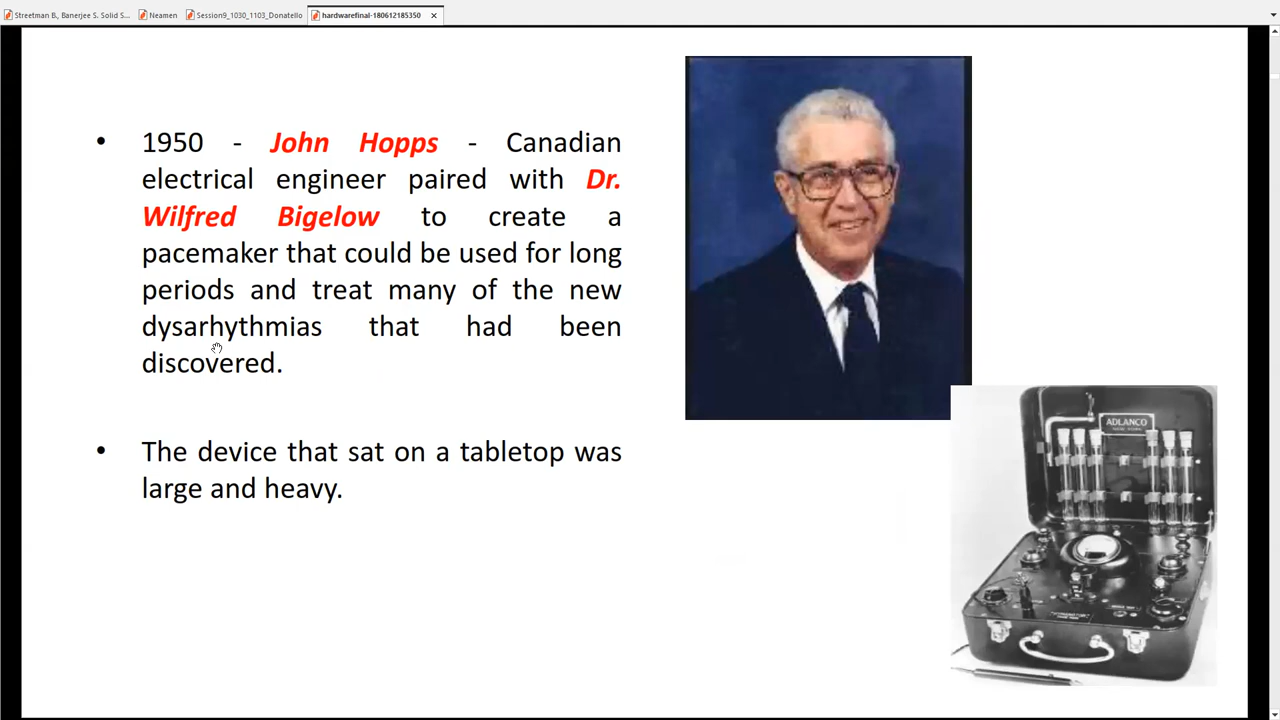 Streetman B., Banerjee S. Solid S... Neamen Session9_1030_1103_Donatello hardwarefinal-180612185350
• 1950 - John Hopps - Canadian
electrical engineer paired with Dr.
Wilfred Bigelow to create a
pacemaker that could be used for long
periods and treat many of the new
dysarhythmias that had been
discovered.
• The device that sat on a tabletop was
large and heavy.
ADLANCO